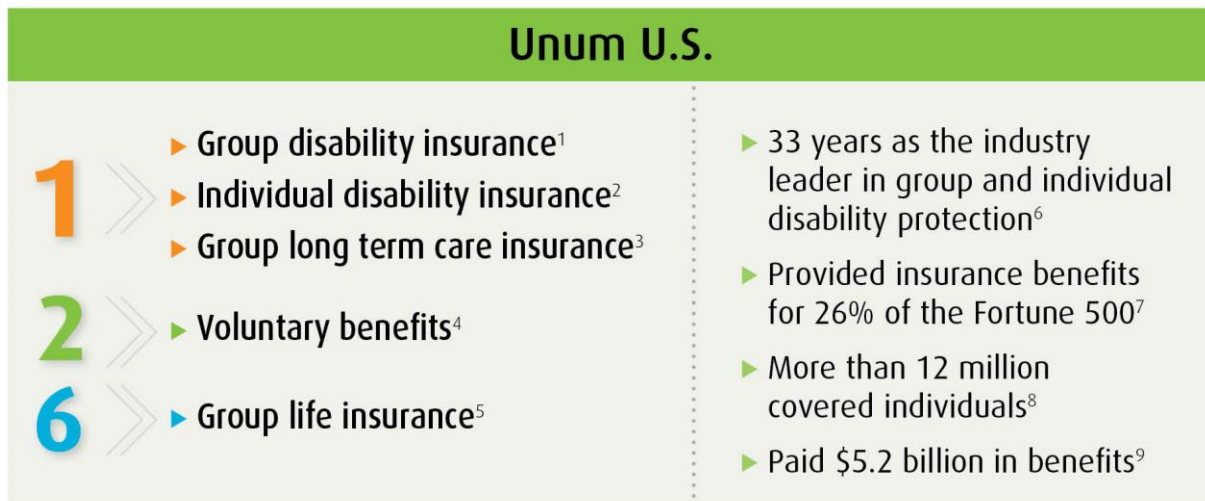 Unum U.S.
1
► Group disability insurance¹
► Individual disability insurance²
► Group long term care insurance³
2
► Voluntary benefits⁴
6
► Group life insurance⁵
► 33 years as the industry
leader in group and individual
disability protection⁶
► Provided insurance benefits
for 26% of the Fortune 500⁷
► More than 12 million
covered individuals⁸
► Paid $5.2 billion in benefits⁹